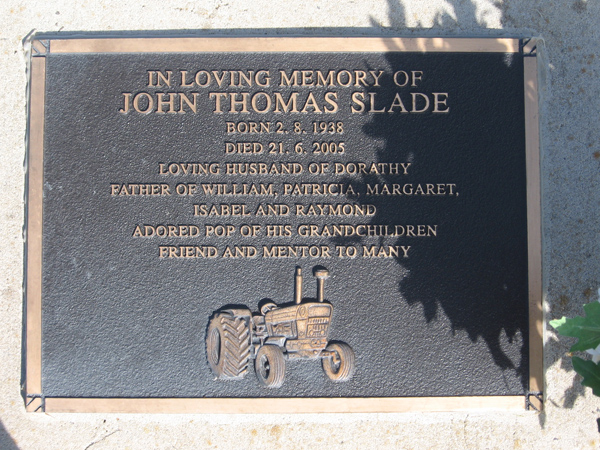 IN LOVING MEMORY OF
JOHN THOMAS SLADE
BORN 2. 8. 1938
DIED 21. 6. 2005
LOVING HUSBAND OF DORATHY
FATHER OF WILLIAM, PATRICIA, MARGARET,
ISABEL AND RAYMOND
ADORED POP OF HIS GRANDCHILDREN
FRIEND AND MENTOR TO MANY